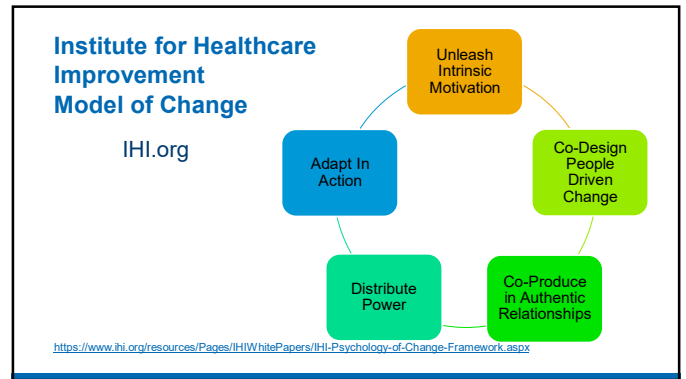 Institute for Healthcare
Improvement
Model of Change
IHI.org
Unleash
Intrinsic
Motivation
Co-Design
People
Driven
Change
Co-Produce
in Authentic
Relationships
Distribute
Power
Adapt In
Action
https://www.ihi.org/resources/Pages/IHIWhitePapers/IHI-Psychology-of-Change-Framework.aspx